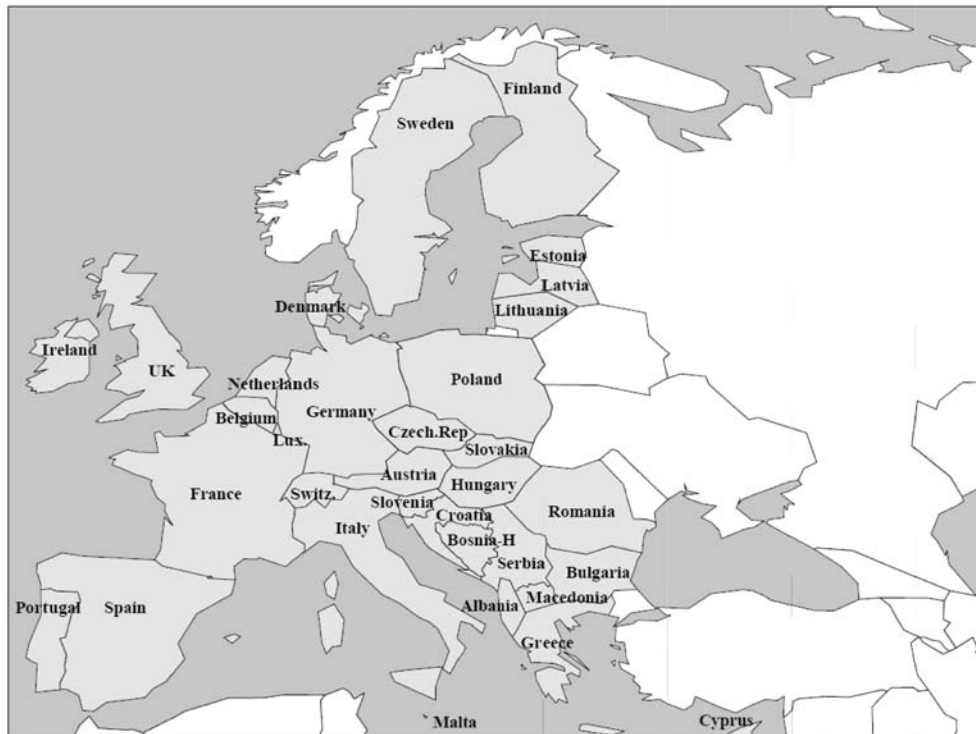 Finland
Sweden
Estonia
Latvia
Denmark
Lithuania
Ireland
UK
Netherlands
Poland
Belgium
Germany
Czech.Rep
Lux.
Slovakia
Austria
Hungary
France
Switz.
Slovenia
Croatia
Romania
Italy
Bosnia-H
Serbia
Bulgaria
Macedonia
Portugal
Spain
Albania
Greece
Malta
Cyprus